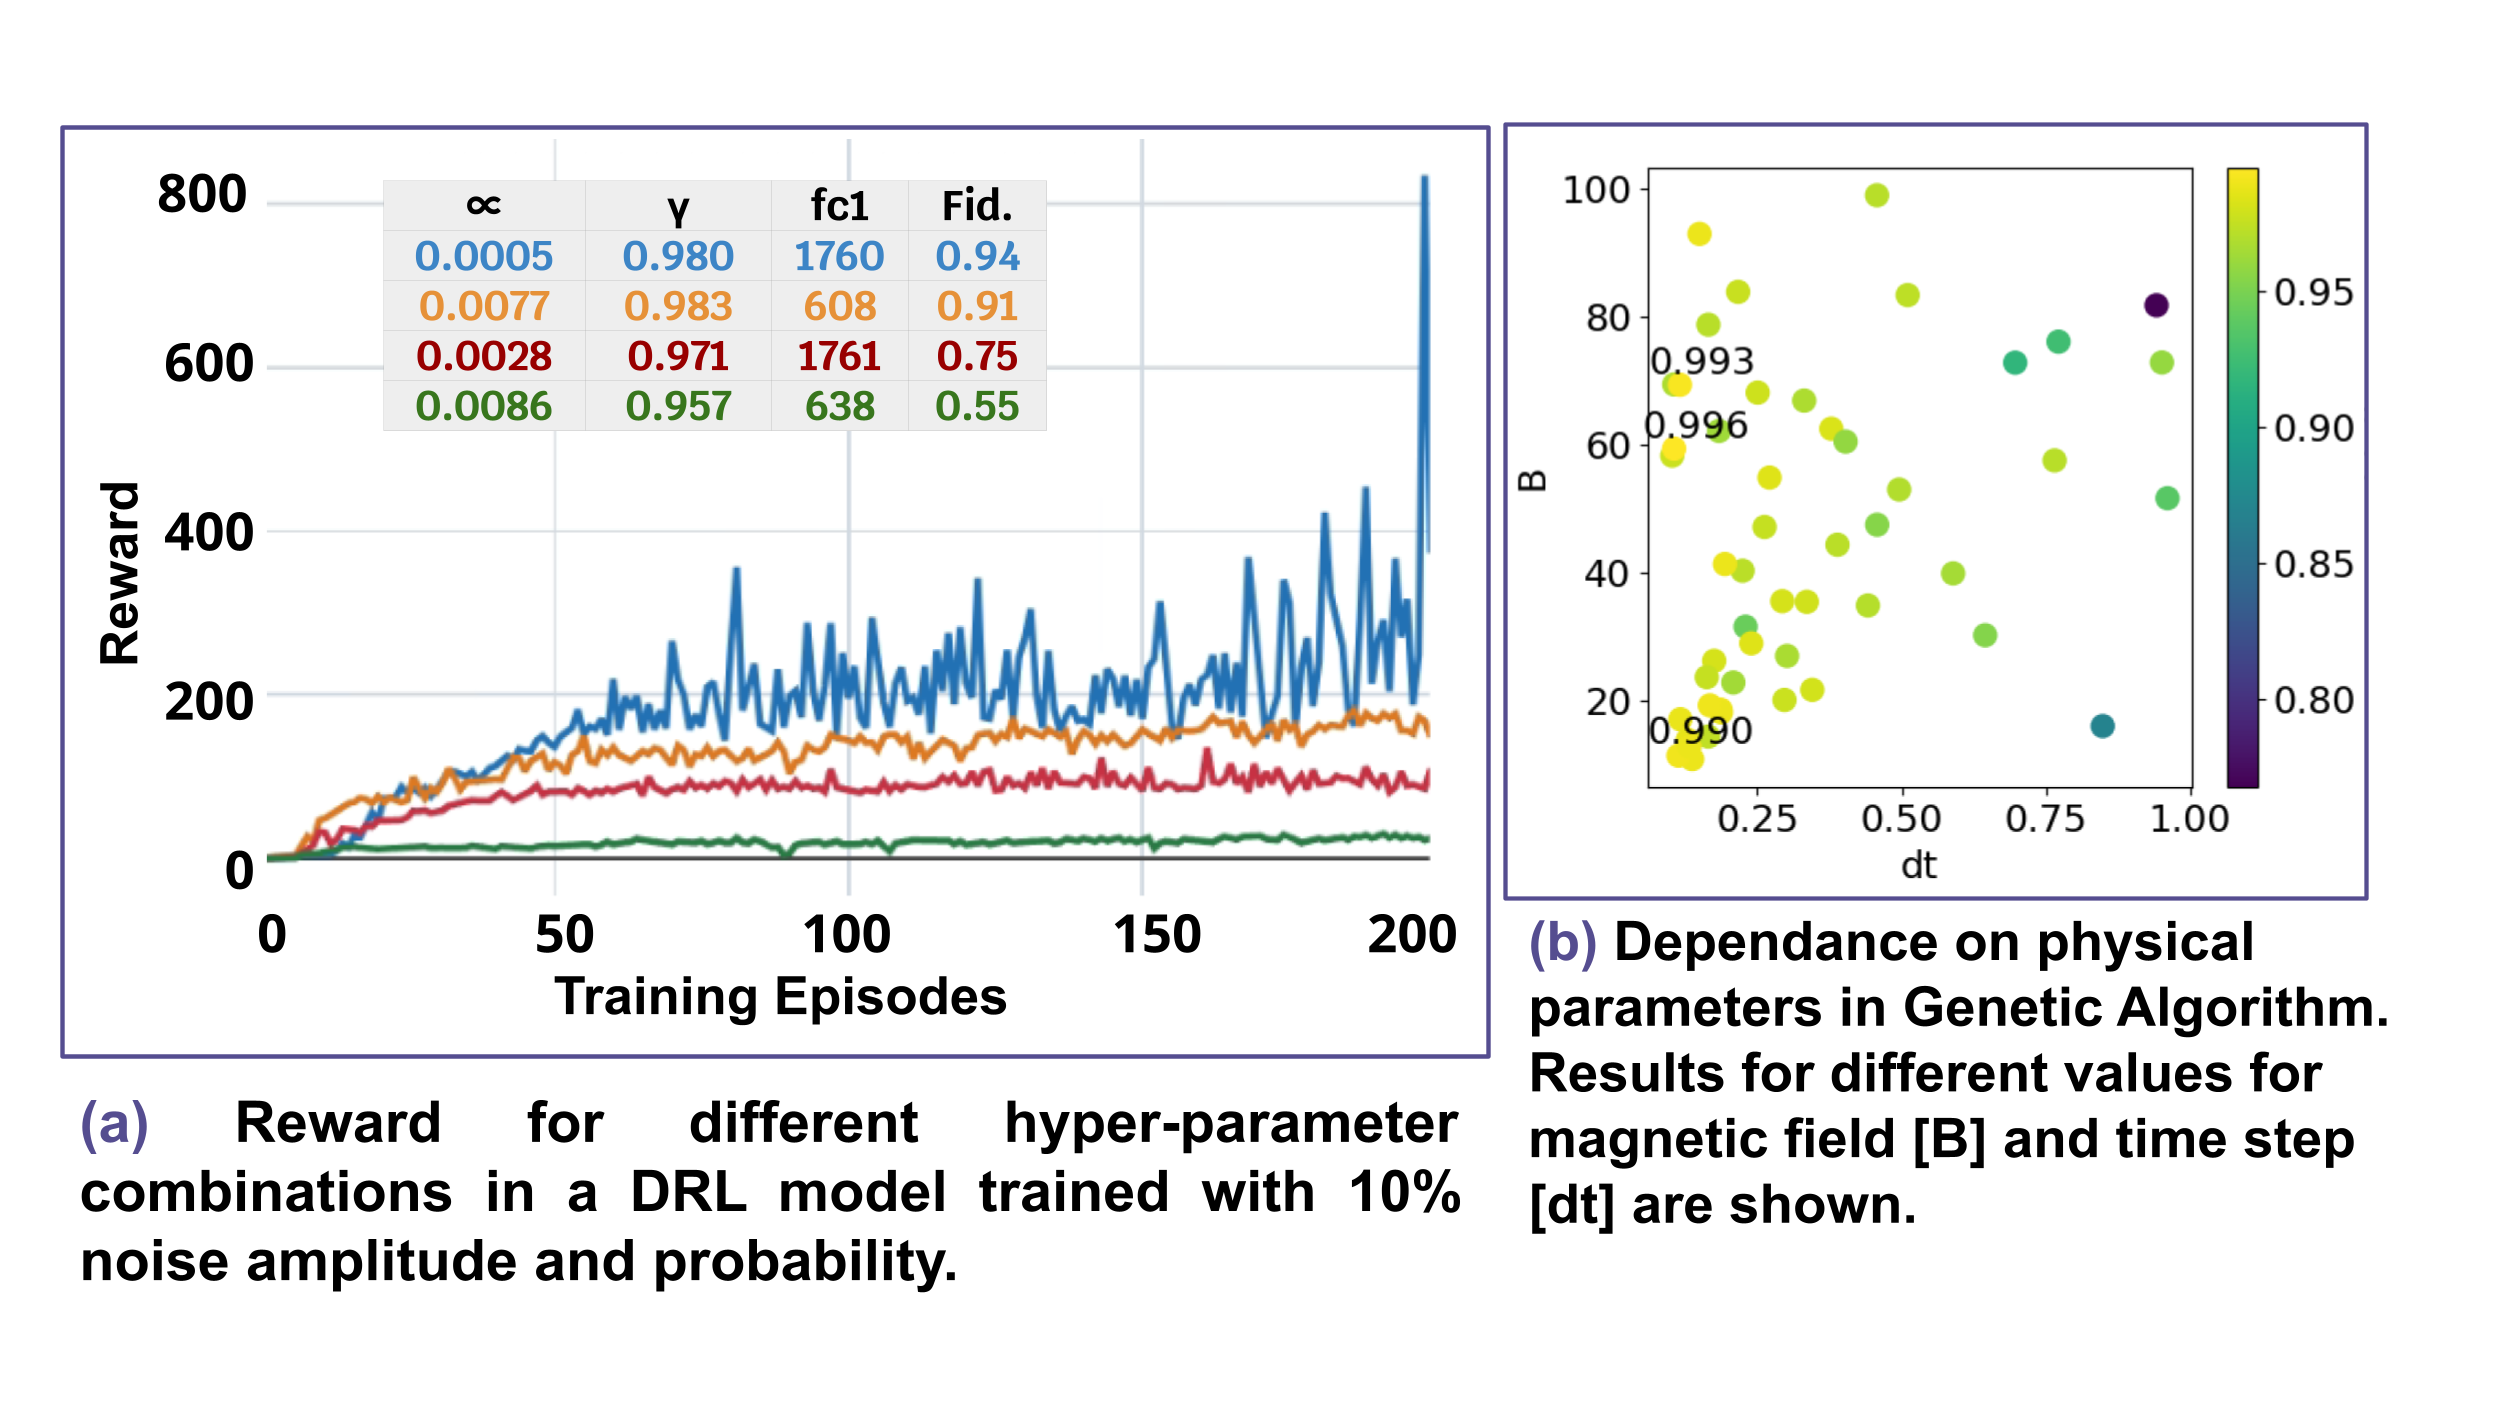 800
600
400
200
0
Reward
∝ γ fc1 Fid.
0.0005 0.980 1760 0.94
0.0077 0.983 608 0.91
0.0028 0.971 1761 0.75
0.0086 0.957 638 0.55
0 50 100 150 200
Training Episodes
(a) Reward for different hyper-parameter
combinations in a DRL model trained with 10%
noise amplitude and probability.
100
80
60
40
20
B
0.993
0.996
0.990
0.25 0.50 0.75 1.00
dt
0.95
0.90
0.85
0.80
(b) Dependance on physical
parameters in Genetic Algorithm.
Results for different values for
magnetic field [B] and time step
[dt] are shown.